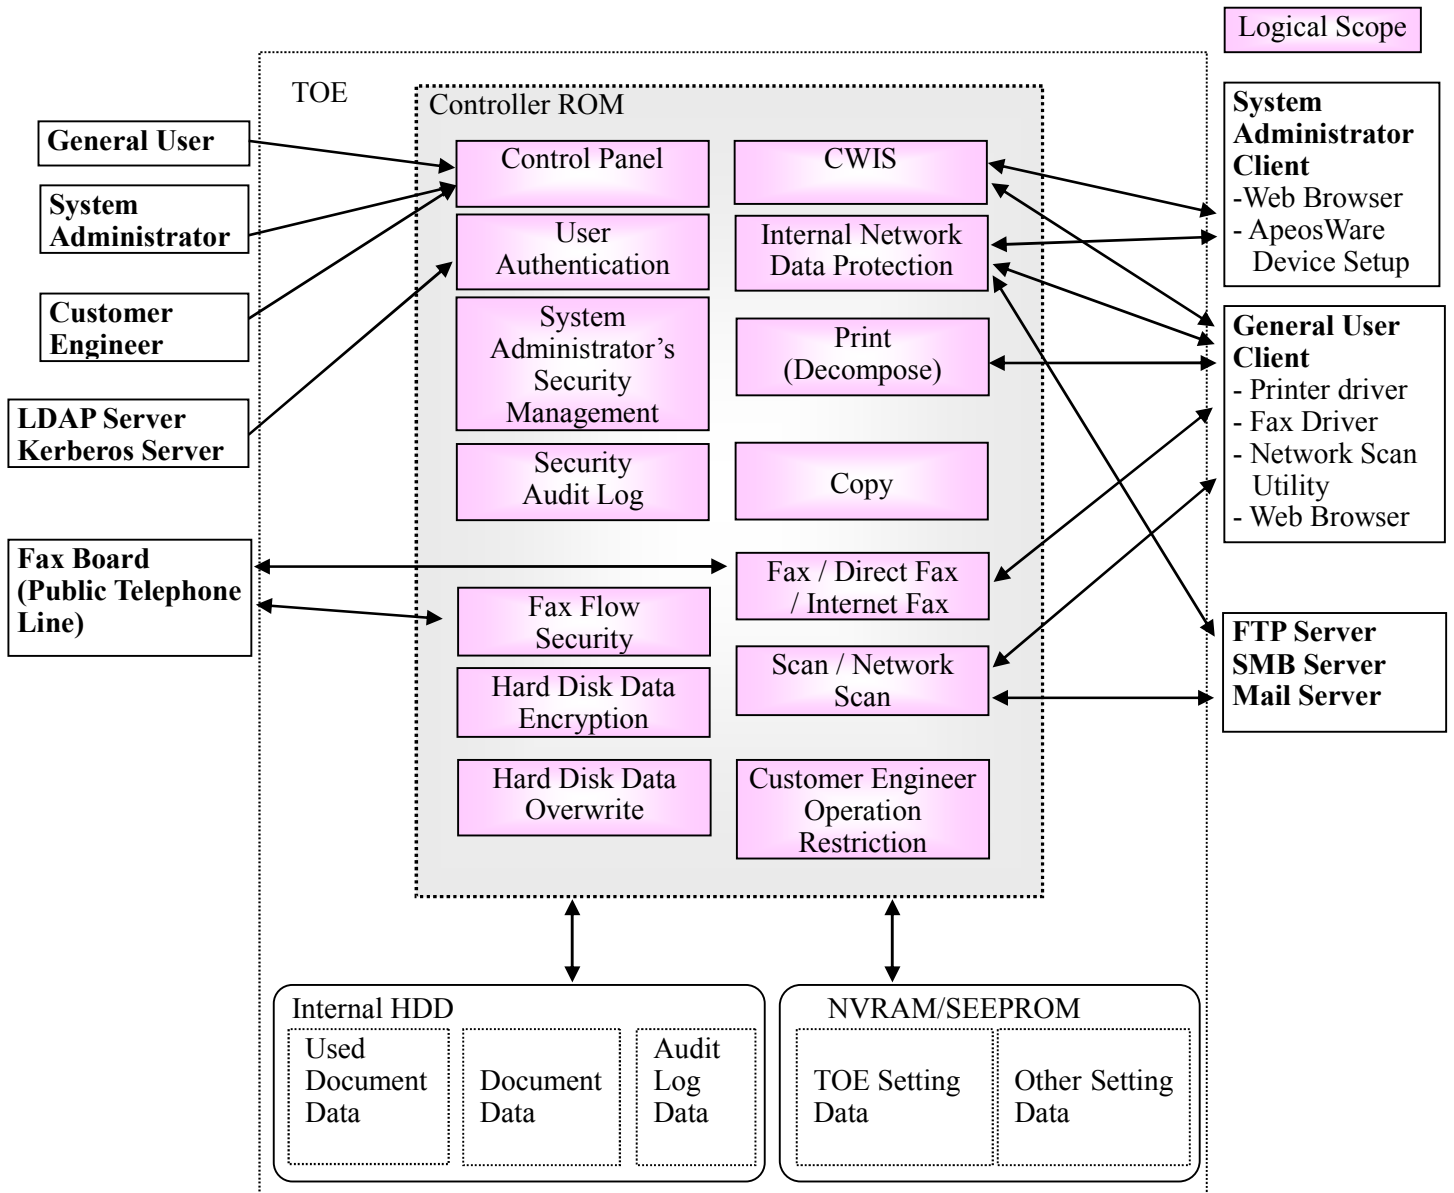 Logical Scope
TOE
Controller ROM
General User
System
Administrator
Customer
Engineer
LDAP Server
Kerberos Server
Fax Board
(Public Telephone
Line)
Control Panel
User
Authentication
System
Administrator’s
Security
Management
Security
Audit Log
Fax Flow
Security
Hard Disk Data
Encryption
Hard Disk Data
Overwrite
CWIS
Internal Network
Data Protection
Print
(Decompose)
Copy
Fax / Direct Fax
/ Internet Fax
Scan / Network
Scan
Customer Engineer
Operation
Restriction
System
Administrator
Client
-Web Browser
- ApeosWare
Device Setup
General User
Client
- Printer driver
- Fax Driver
- Network Scan
Utility
- Web Browser
FTP Server
SMB Server
Mail Server
Internal HDD
Used
Document
Data
Document
Data
Audit
Log
Data
NVRAM/SEEPROM
TOE Setting
Data
Other Setting
Data